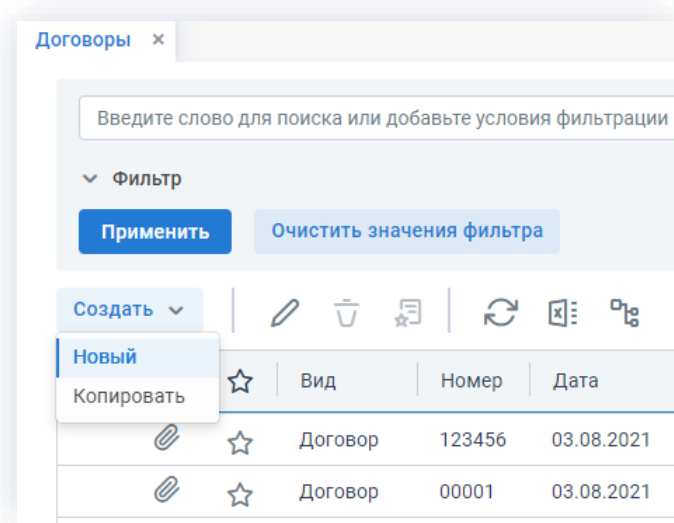 Договоры ×
Введите слово для поиска или добавьте условия фильтрации
Фильтр
Применить Очистить значения фильтра
Создать
Новый
Копировать
Вид Номер Дата
Договор 123456 03.08.2021
Договор 00001 03.08.2021